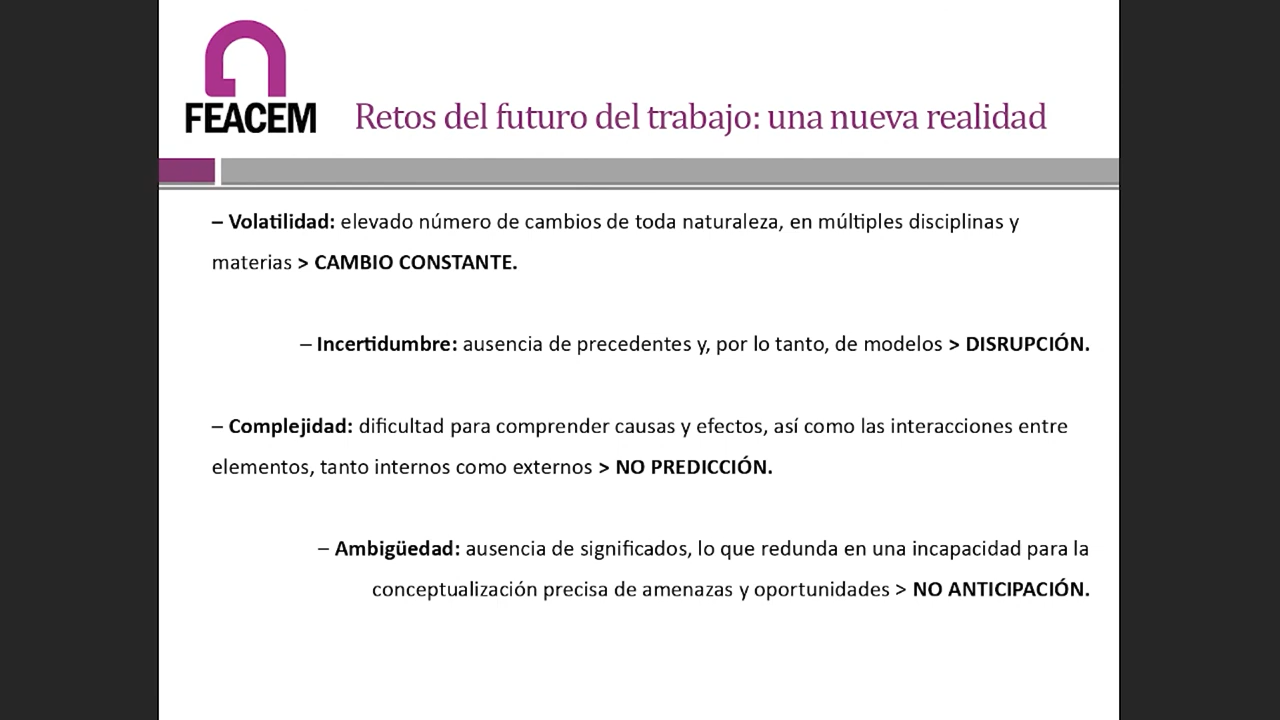 FEACEM
Retos del futuro del trabajo: una nueva realidad
– Volatilidad: elevado número de cambios de toda naturaleza, en múltiples disciplinas y
materias > CAMBIO CONSTANTE.
– Incertidumbre: ausencia de precedentes y, por lo tanto, de modelos > DISRUPCIÓN.
– Complejidad: dificultad para comprender causas y efectos, así como las interacciones entre
elementos, tanto internos como externos > NO PREDICCIÓN.
– Ambigüedad: ausencia de significados, lo que redunda en una incapacidad para la
conceptualización precisa de amenazas y oportunidades > NO ANTICIPACIÓN.